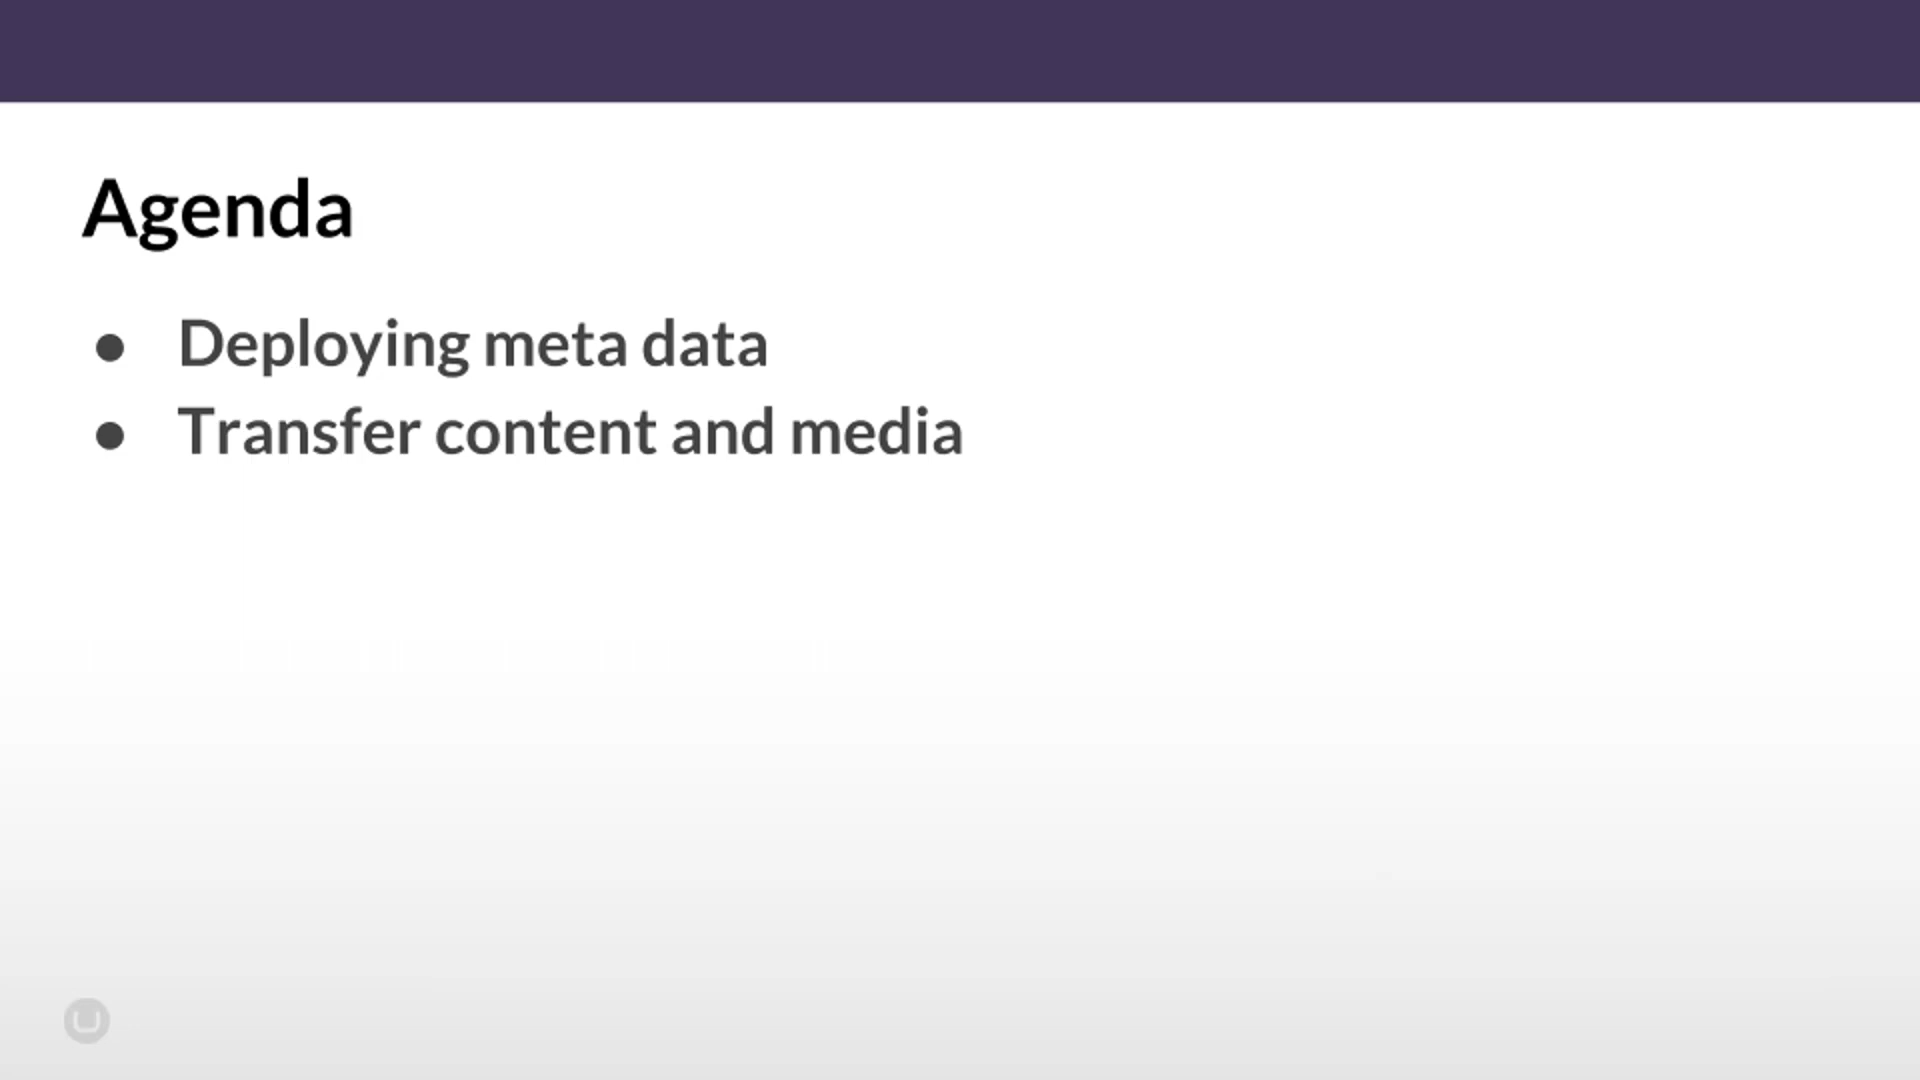 Agenda
● Deploying meta data
● Transfer content and media